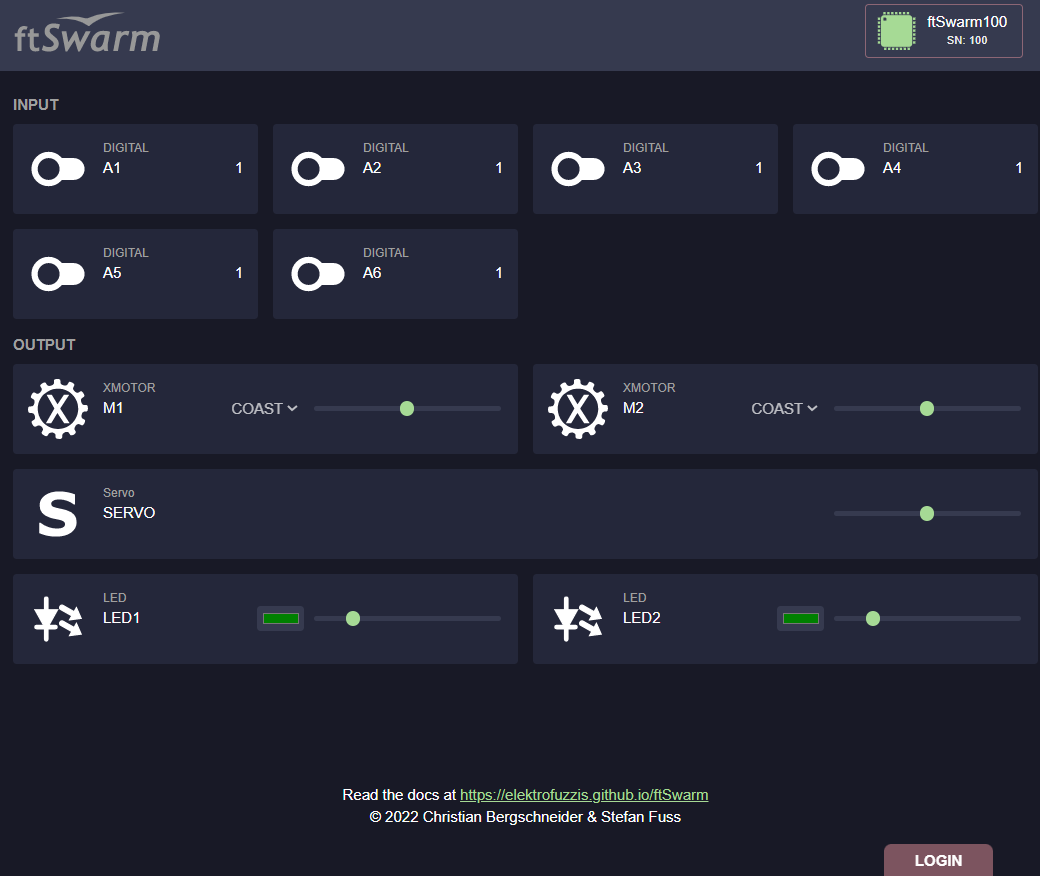 ftSwarm
ftSwarm100
SN: 100
INPUT
DIGITAL
A1 1
DIGITAL
A2 1
DIGITAL
A3 1
DIGITAL
A4 1
DIGITAL
A5 1
DIGITAL
A6 1
OUTPUT
XMOTOR
M1 COAST
XMOTOR
M2 COAST
S
Servo
SERVO
LED
LED1
LED
LED2
Read the docs at https://elektrofuzzis.github.io/ftSwarm
© 2022 Christian Bergschneider & Stefan Fuss
LOGIN